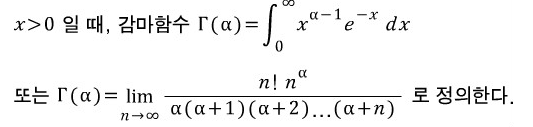 x>0 일 때, 감마함수 Γ(α)=∫₀^∞ x^(α−1) e^(−x) dx
또는 Γ(α)= lim_(n→∞) n! n^α / α(α+1)(α+2)...(α+n) 로 정의한다.